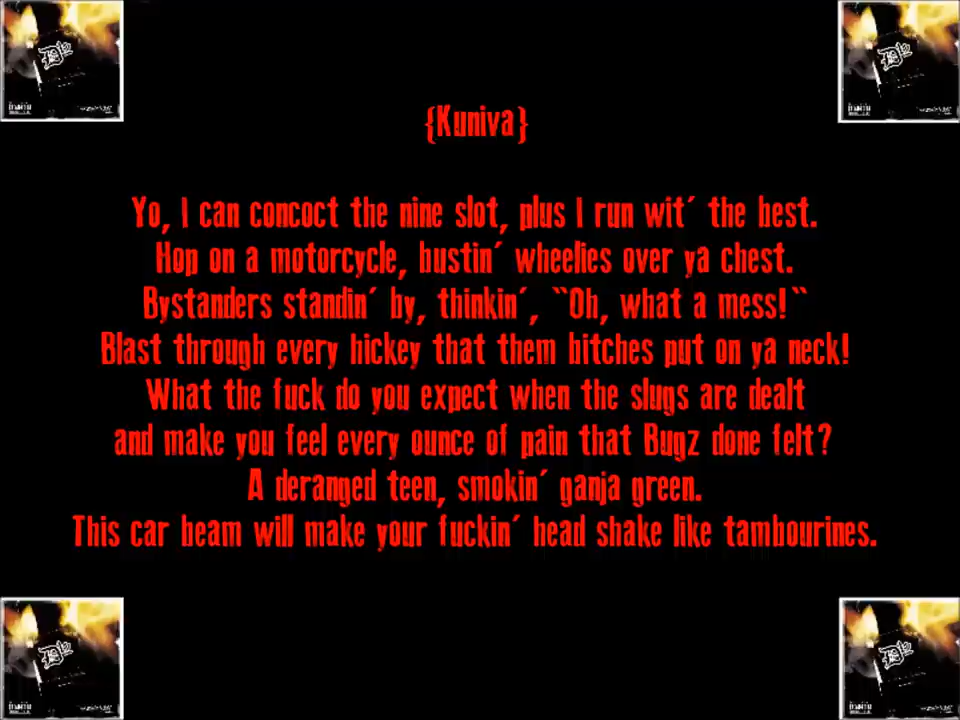 {Kuniva}
Yo, I can concoct the nine slot, plus I run wit' the best.
Hop on a motorcycle, bustin' wheelies over ya chest.
Bystanders standin' by, thinkin', "Oh, what a mess!"
Blast through every hickey that them bitches put on ya neck!
What the fuck do you expect when the slugs are dealt
and make you feel every ounce of pain that Bugz done felt?
A deranged teen, smokin' ganja green.
This car beam will make your fuckin' head shake like tambourines.